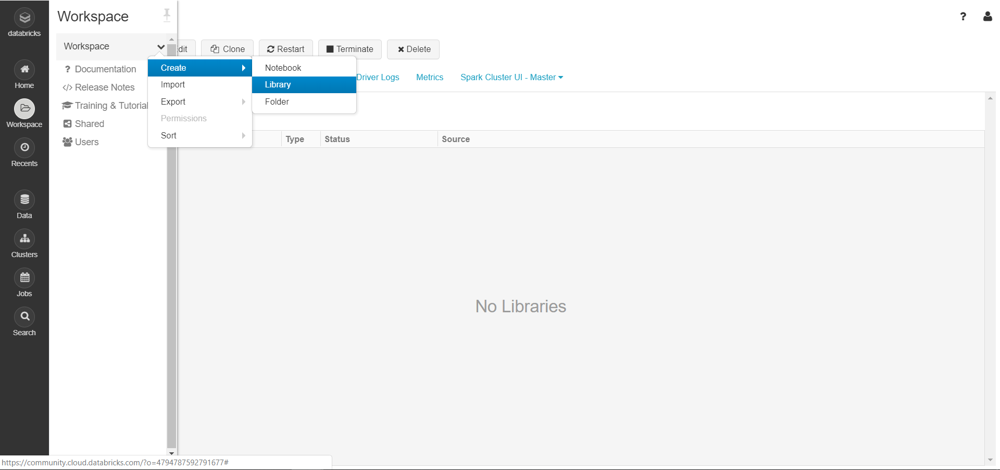 databricks
Home
Workspace
Recents
Data
Clusters
Jobs
Search
Workspace
Workspace
? Documentation
</> Release Notes
Training & Tutorial
Shared
Users
Create
Import
Export
Permissions
Sort
Notebook
Library
Folder
dit Clone Restart Terminate Delete
Driver Logs Metrics Spark Cluster UI - Master
?
Type Status Source
No Libraries
https://community.cloud.databricks.com/?o=4794787592791677#